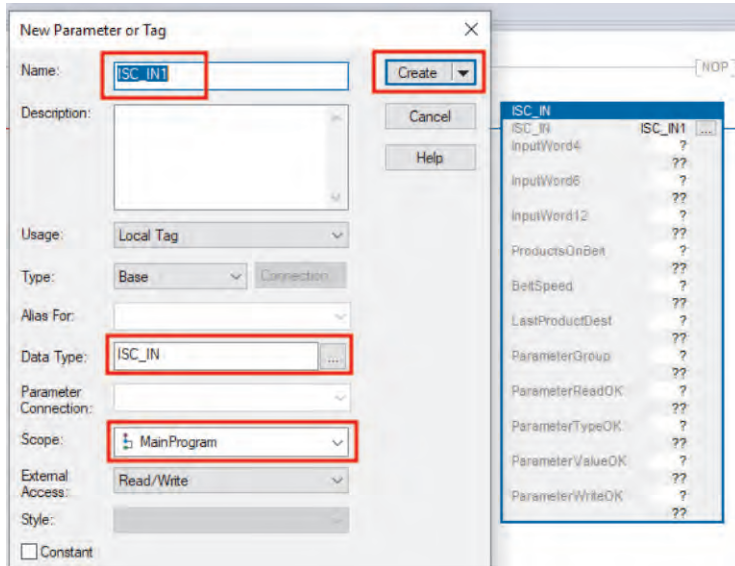 New Parameter or Tag
Name:
ISC_IN1
Create
Description:
Cancel
Help
Usage:
Local Tag
Type:
Base
Connection...
Alias For:
Data Type:
ISC_IN
...
Parameter
Connection:
Scope:
MainProgram
External
Access:
Read/Write
Style:
Constant
NOP
ISC_IN
ISC_IN ISC_IN1 ...
InputWord4 ?
??
InputWord6 ?
??
InputWord12 ?
??
ProductsOnBelt ?
??
BeltSpeed ?
??
LastProductDest ?
??
ParameterGroup ?
??
ParameterReadOK ?
??
ParameterTypeOK ?
??
ParameterValueOK ?
??
ParameterWriteOK ?
??